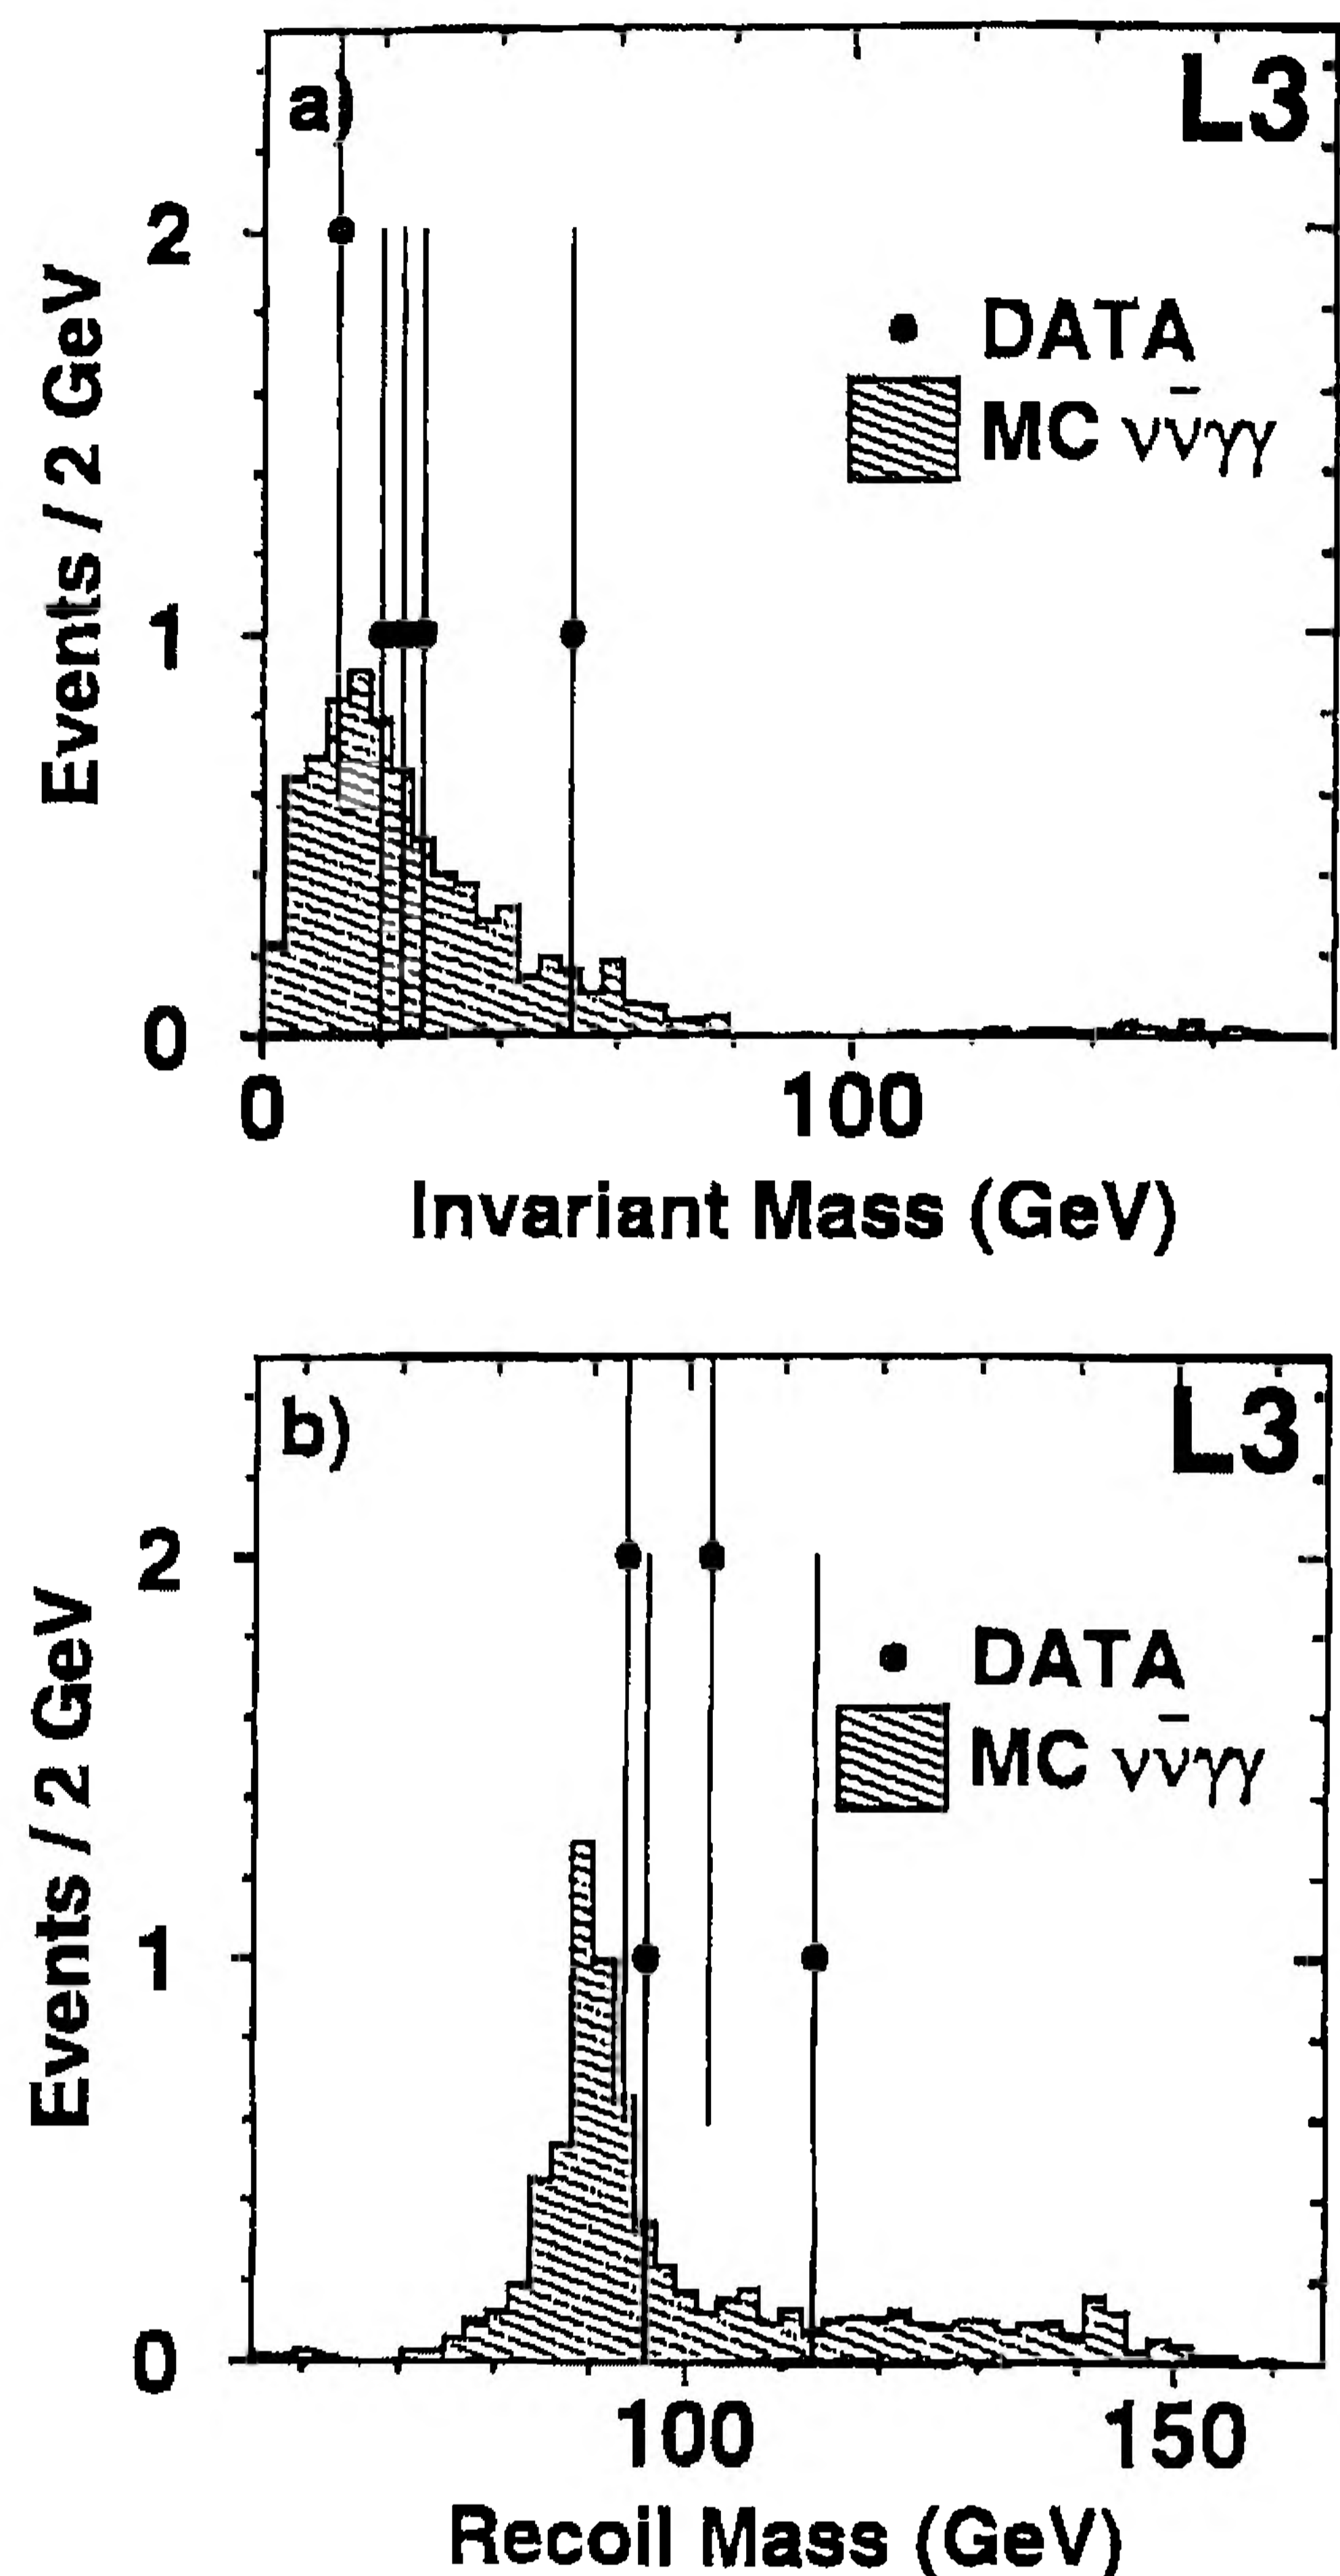 a)
L3
Events / 2 GeV
2
1
0
DATA
MC νν̄γγ
0
100
Invariant Mass (GeV)
b)
L3
Events / 2 GeV
2
1
0
DATA
MC νν̄γγ
100
150
Recoil Mass (GeV)